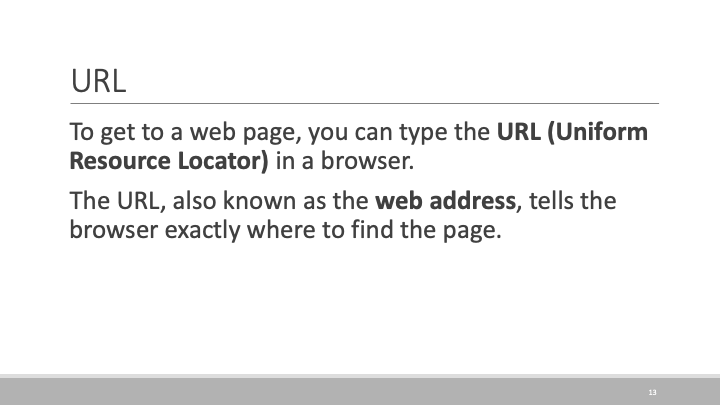 URL
To get to a web page, you can type the URL (Uniform
Resource Locator) in a browser.
The URL, also known as the web address, tells the
browser exactly where to find the page.
13